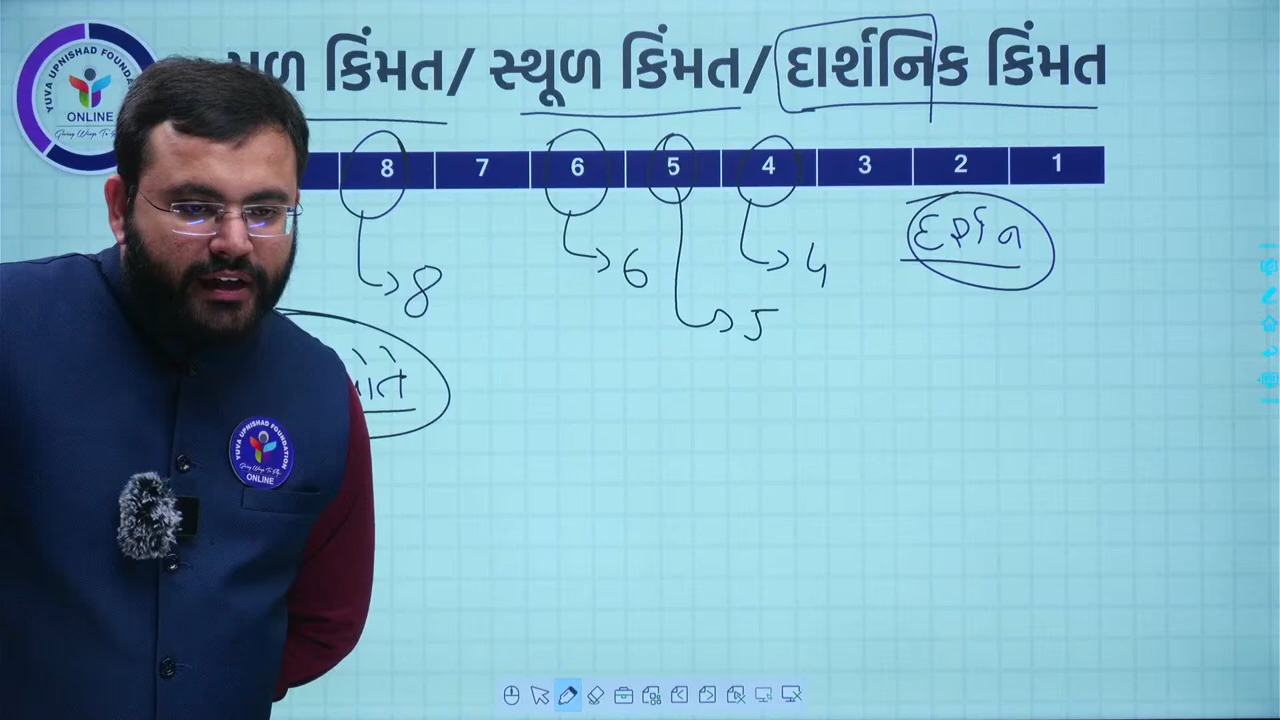 YUVA UPNISHAD FOUNDATION
ONLINE
કિંમત/ સ્થૂળ કિંમત/ દાર્શનિક કિંમત
8 7 6 5 4 3 2 1
દર્શન
8 6 4
5
YUVA UPNISHAD FOUNDATION
ONLINE